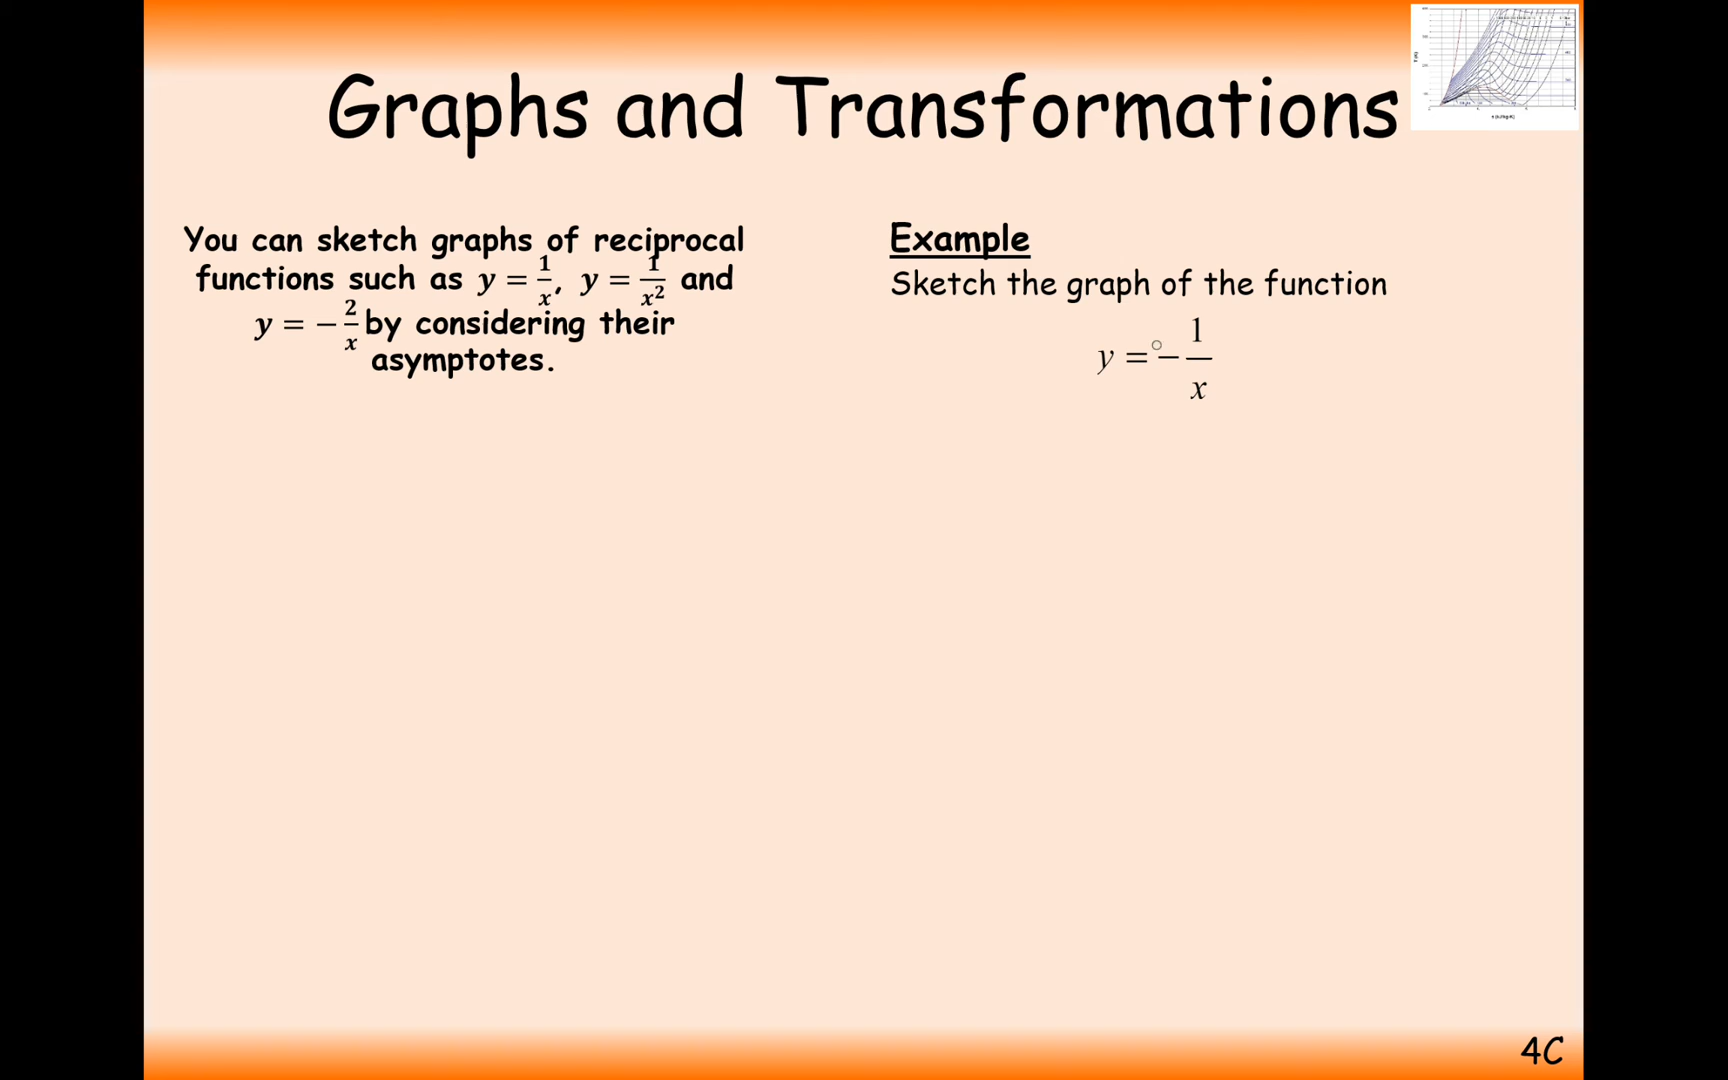 Graphs and Transformations
You can sketch graphs of reciprocal
functions such as y = 1/x, y = 1/x² and
y = −2/x by considering their
asymptotes.
Example
Sketch the graph of the function
y = −1/x
4C